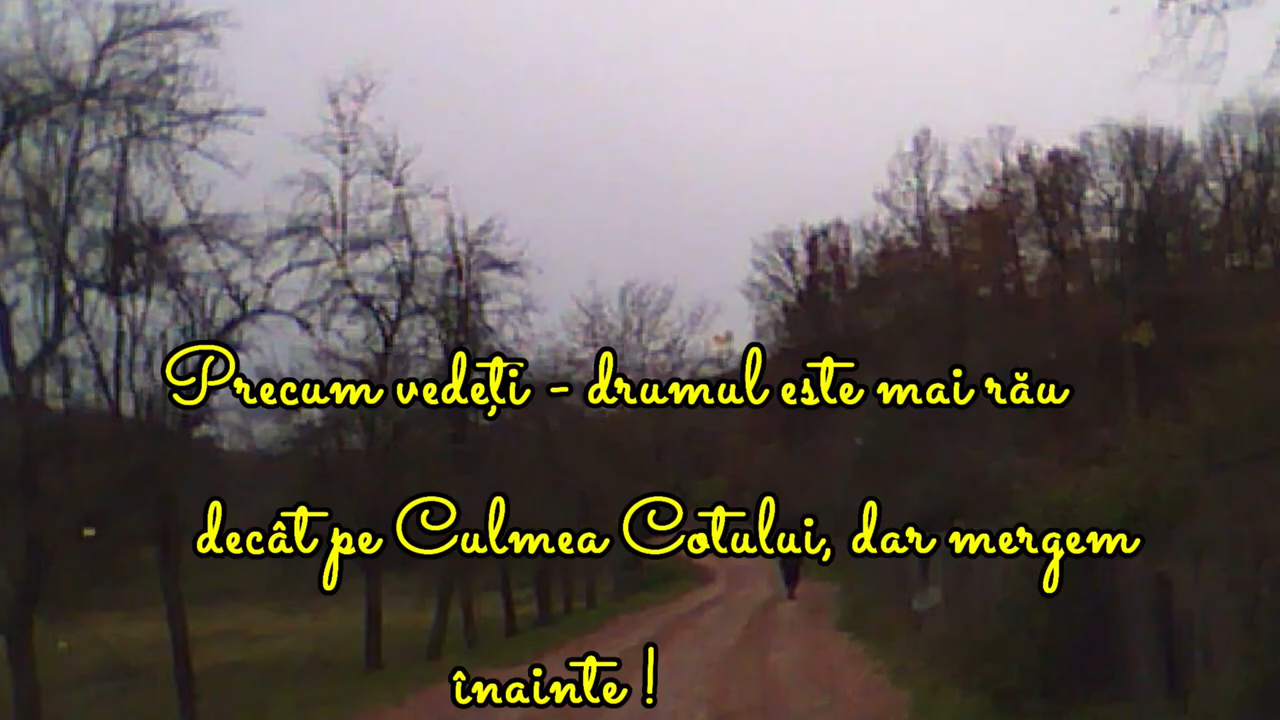 Precum vedeți - drumul este mai rău
decât pe Culmea Cotului, dar mergem
înainte !